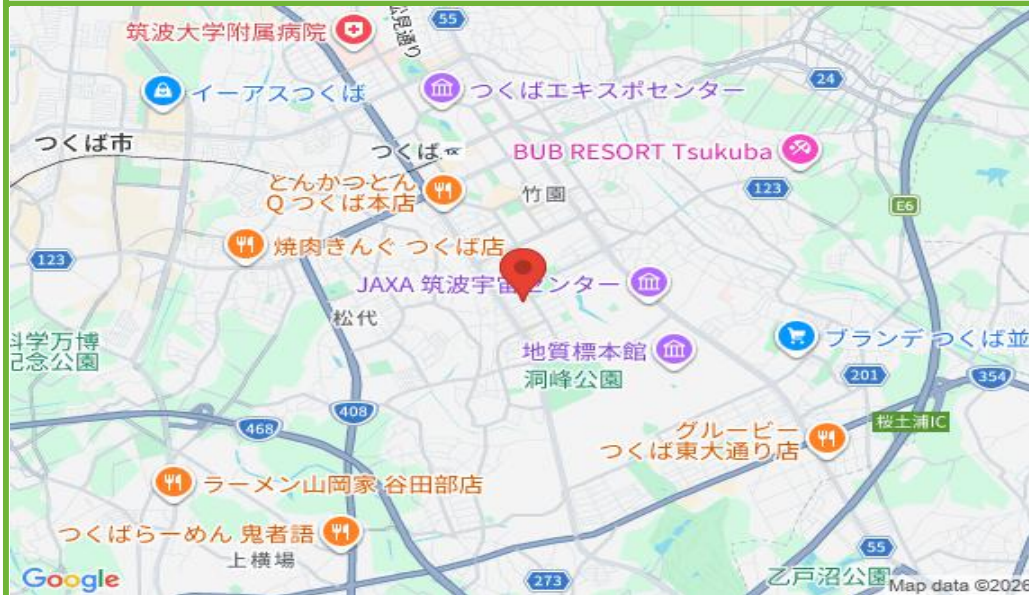 筑波大学附属病院
55
松見通り
イーアスつくば
つくばエキスポセンター
24
つくば市
つくば
BUB RESORT Tsukuba
とんかつとん
Q つくば本店
竹園
123
E6
焼肉きんぐ つくば店
123
JAXA 筑波宇宙センター
松代
科学万博
記念公園
地質標本館
洞峰公園
ブランデ つくば並
201
354
408
468
桜土浦IC
グルービー
つくば東大通り店
ラーメン山岡家 谷田部店
つくばらーめん 鬼者語
上横場
55
Google
273
乙戸沼公園
Map data ©2026